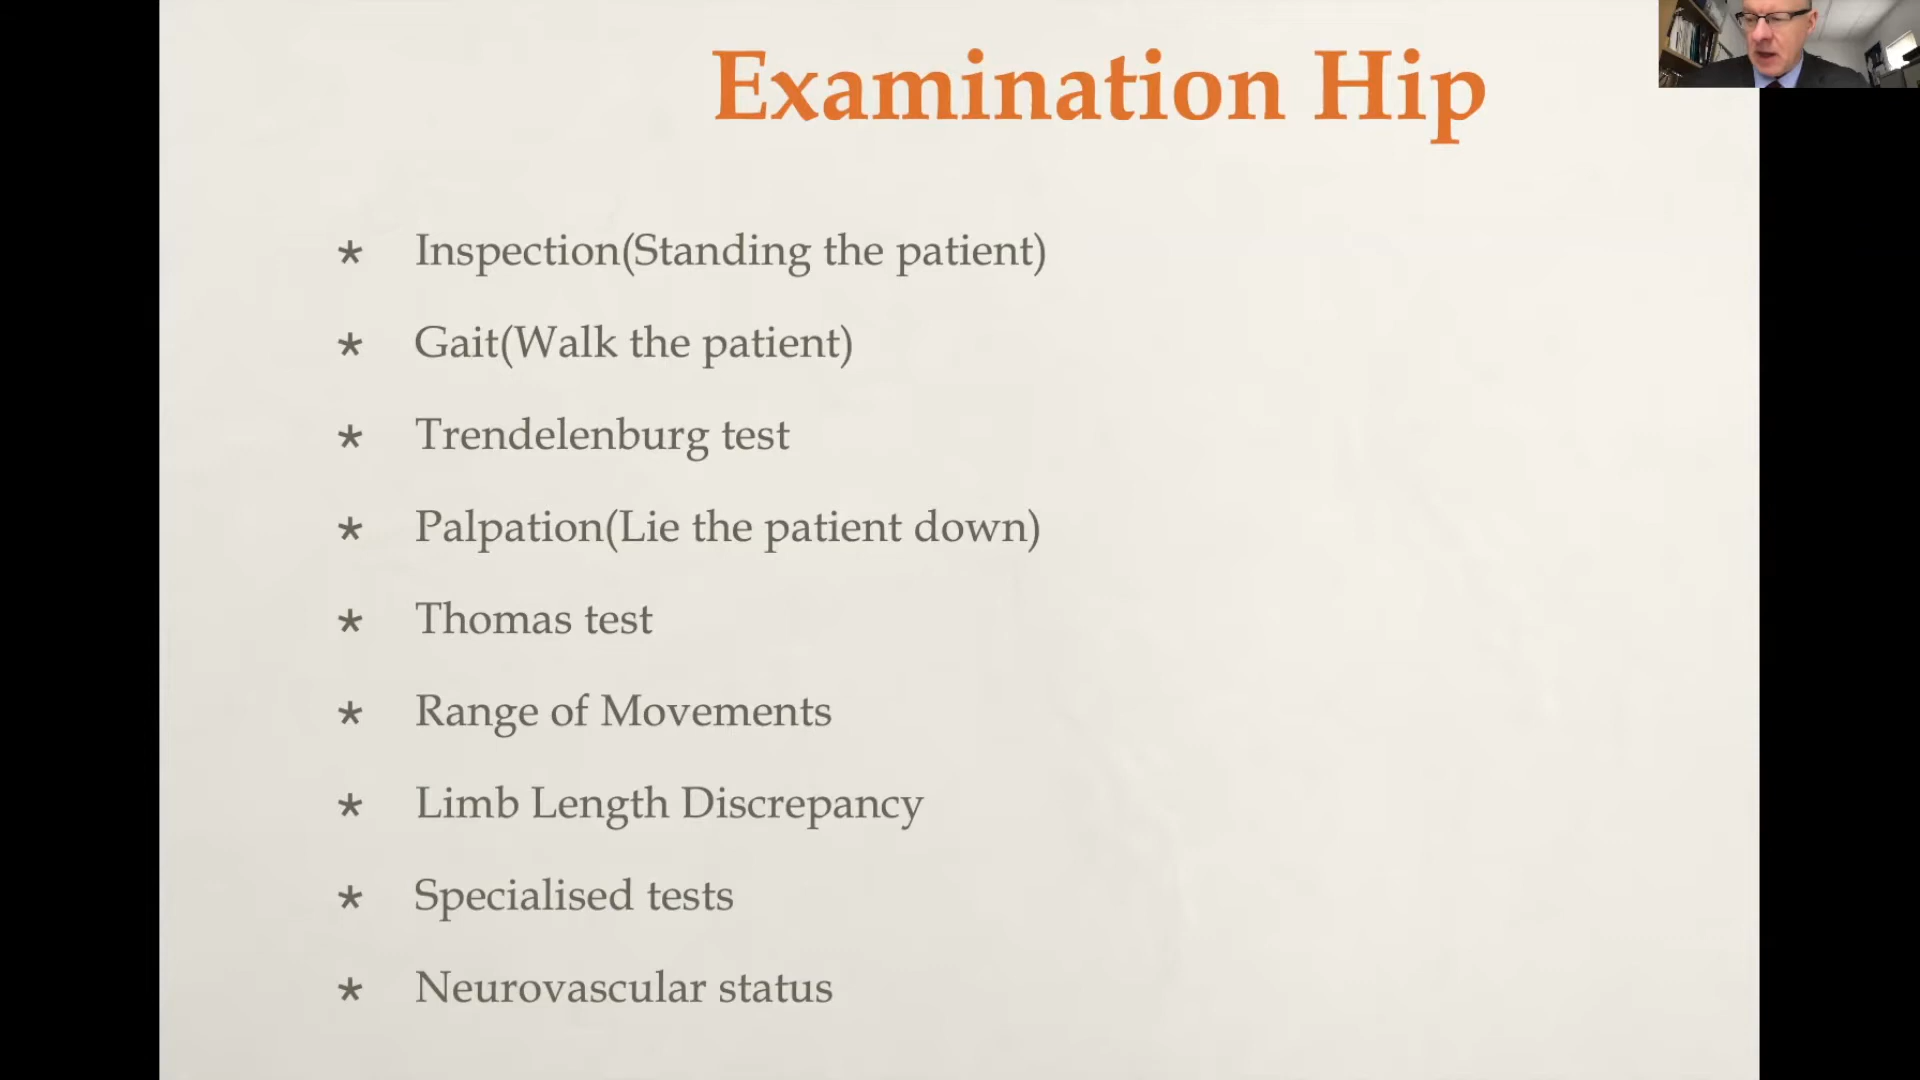 Examination Hip
* Inspection(Standing the patient)
* Gait(Walk the patient)
* Trendelenburg test
* Palpation(Lie the patient down)
* Thomas test
* Range of Movements
* Limb Length Discrepancy
* Specialised tests
* Neurovascular status